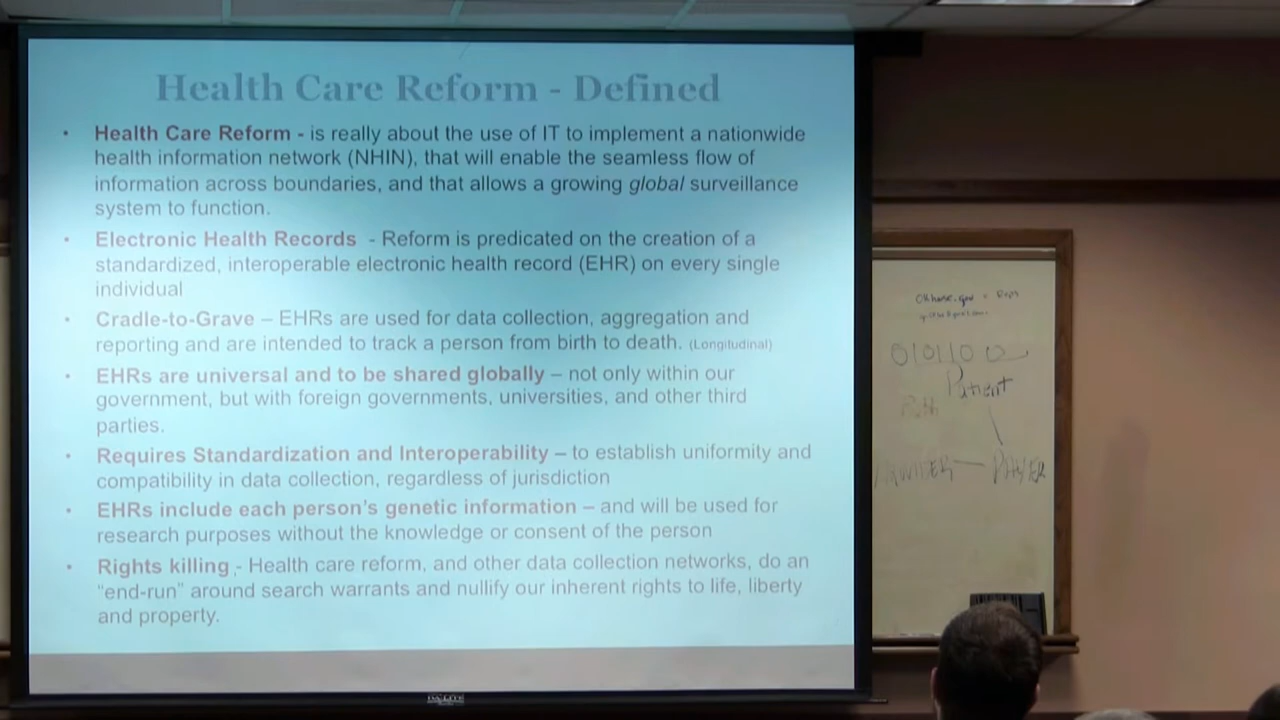 Health Care Reform - Defined
• Health Care Reform - is really about the use of IT to implement a nationwide
health information network (NHIN), that will enable the seamless flow of
information across boundaries, and that allows a growing global surveillance
system to function.
• Electronic Health Records - Reform is predicated on the creation of a
standardized, interoperable electronic health record (EHR) on every single
individual
• Cradle-to-Grave – EHRs are used for data collection, aggregation and
reporting and are intended to track a person from birth to death. (Longitudinal)
• EHRs are universal and to be shared globally – not only within our
government, but with foreign governments, universities, and other third
parties.
• Requires Standardization and Interoperability – to establish uniformity and
compatibility in data collection, regardless of jurisdiction
• EHRs include each person's genetic information – and will be used for
research purposes without the knowledge or consent of the person
• Rights killing - Health care reform, and other data collection networks, do an
“end-run” around search warrants and nullify our inherent rights to life, liberty
and property.
010110
Patient
PAYER